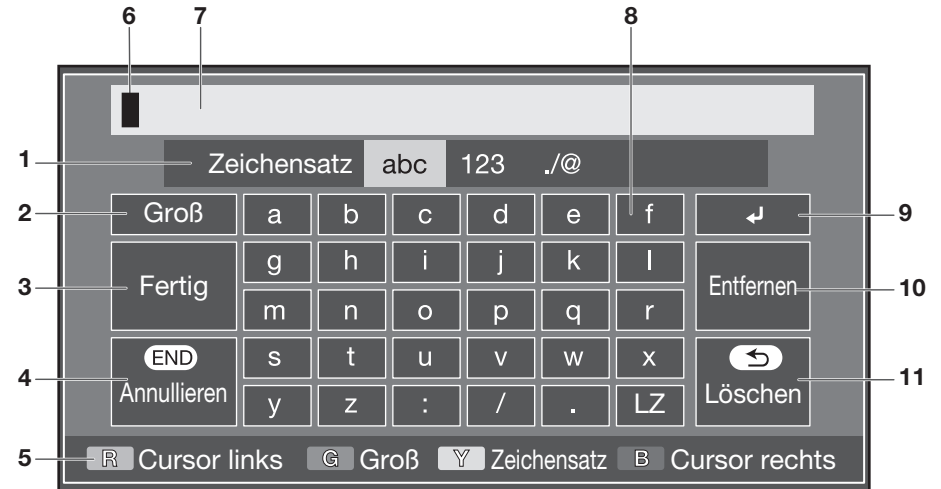 6 7 8
1 Zeichensatz abc 123 ./@
2 Groß a b c d e f 9
g h i j k l
3 Fertig Entfernen 10
m n o p q r
END s t u v w x
4 Annullieren Löschen 11
y z : / . LZ
5 R Cursor links G Groß Y Zeichensatz B Cursor rechts